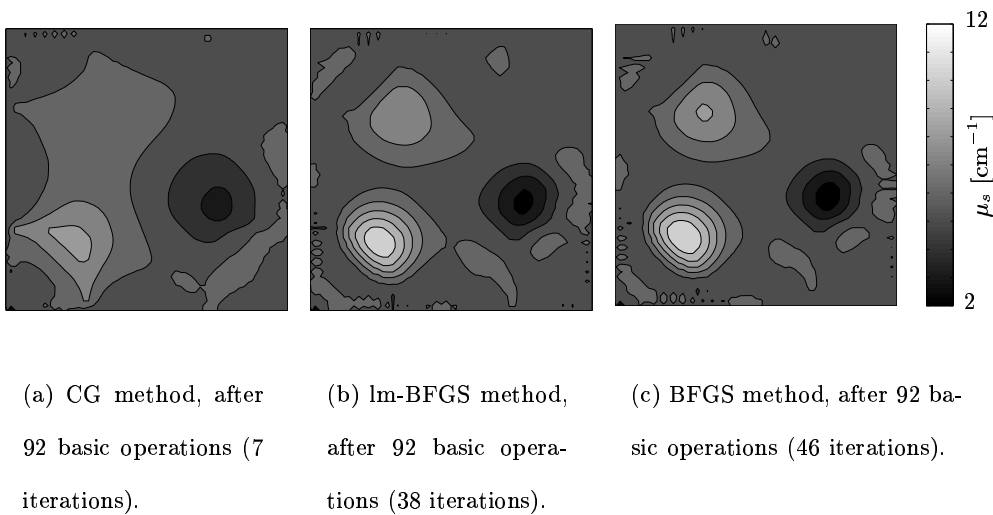 12
μₛ [cm⁻¹]
2
(a) CG method, after
92 basic operations (7
iterations).
(b) lm-BFGS method,
after 92 basic opera-
tions (38 iterations).
(c) BFGS method, after 92 ba-
sic operations (46 iterations).